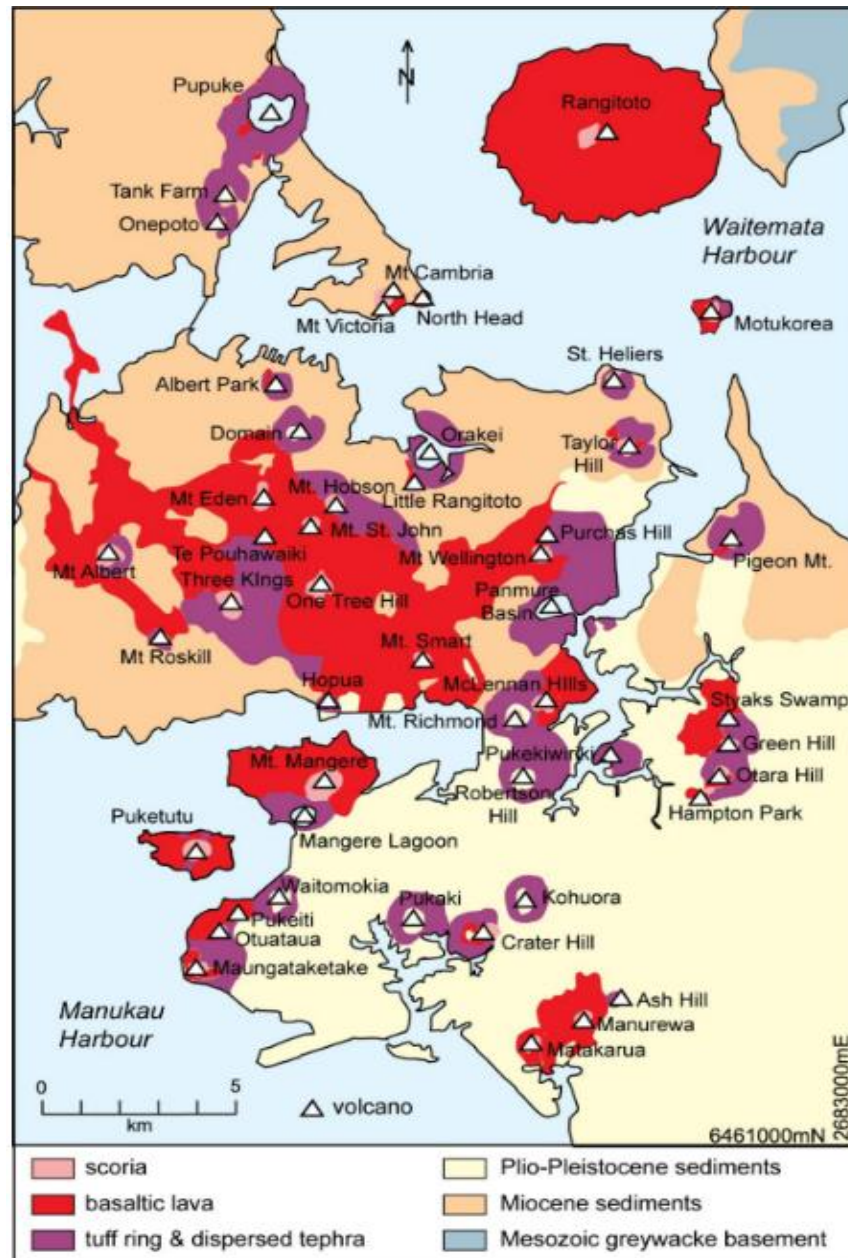 Pupuke
N
Rangitoto
Tank Farm
Onepoto
Waitemata
Harbour
Mt Cambria
Mt Victoria
North Head
Motukorea
St. Heliers
Albert Park
Domain
Orakei
Taylor
Hill
Mt Eden
Mt. Hobson
Little Rangitoto
Mt. St. John
Purchas Hill
Te Pouhawaiki
Mt Wellington
Mt Albert
Three KIngs
Pigeon Mt.
One Tree Hill
Panmure
Basin
Mt Roskill
Mt. Smart
Hopua
McLennan HIlls
Styaks Swamp
Mt. Richmond
Green Hill
Mt. Mangere
Pukekiwiriki
Otara Hill
Robertson
Hill
Hampton Park
Puketutu
Mangere Lagoon
Waitomokia
Pukaki
Kohuora
Pukeiti
Otuataua
Crater Hill
Maungataketake
Ash Hill
Manukau
Harbour
Manurewa
Matakarua
0 5
km
volcano
2683000mE
6461000mN
scoria
Plio-Pleistocene sediments
basaltic lava
Miocene sediments
tuff ring & dispersed tephra
Mesozoic greywacke basement